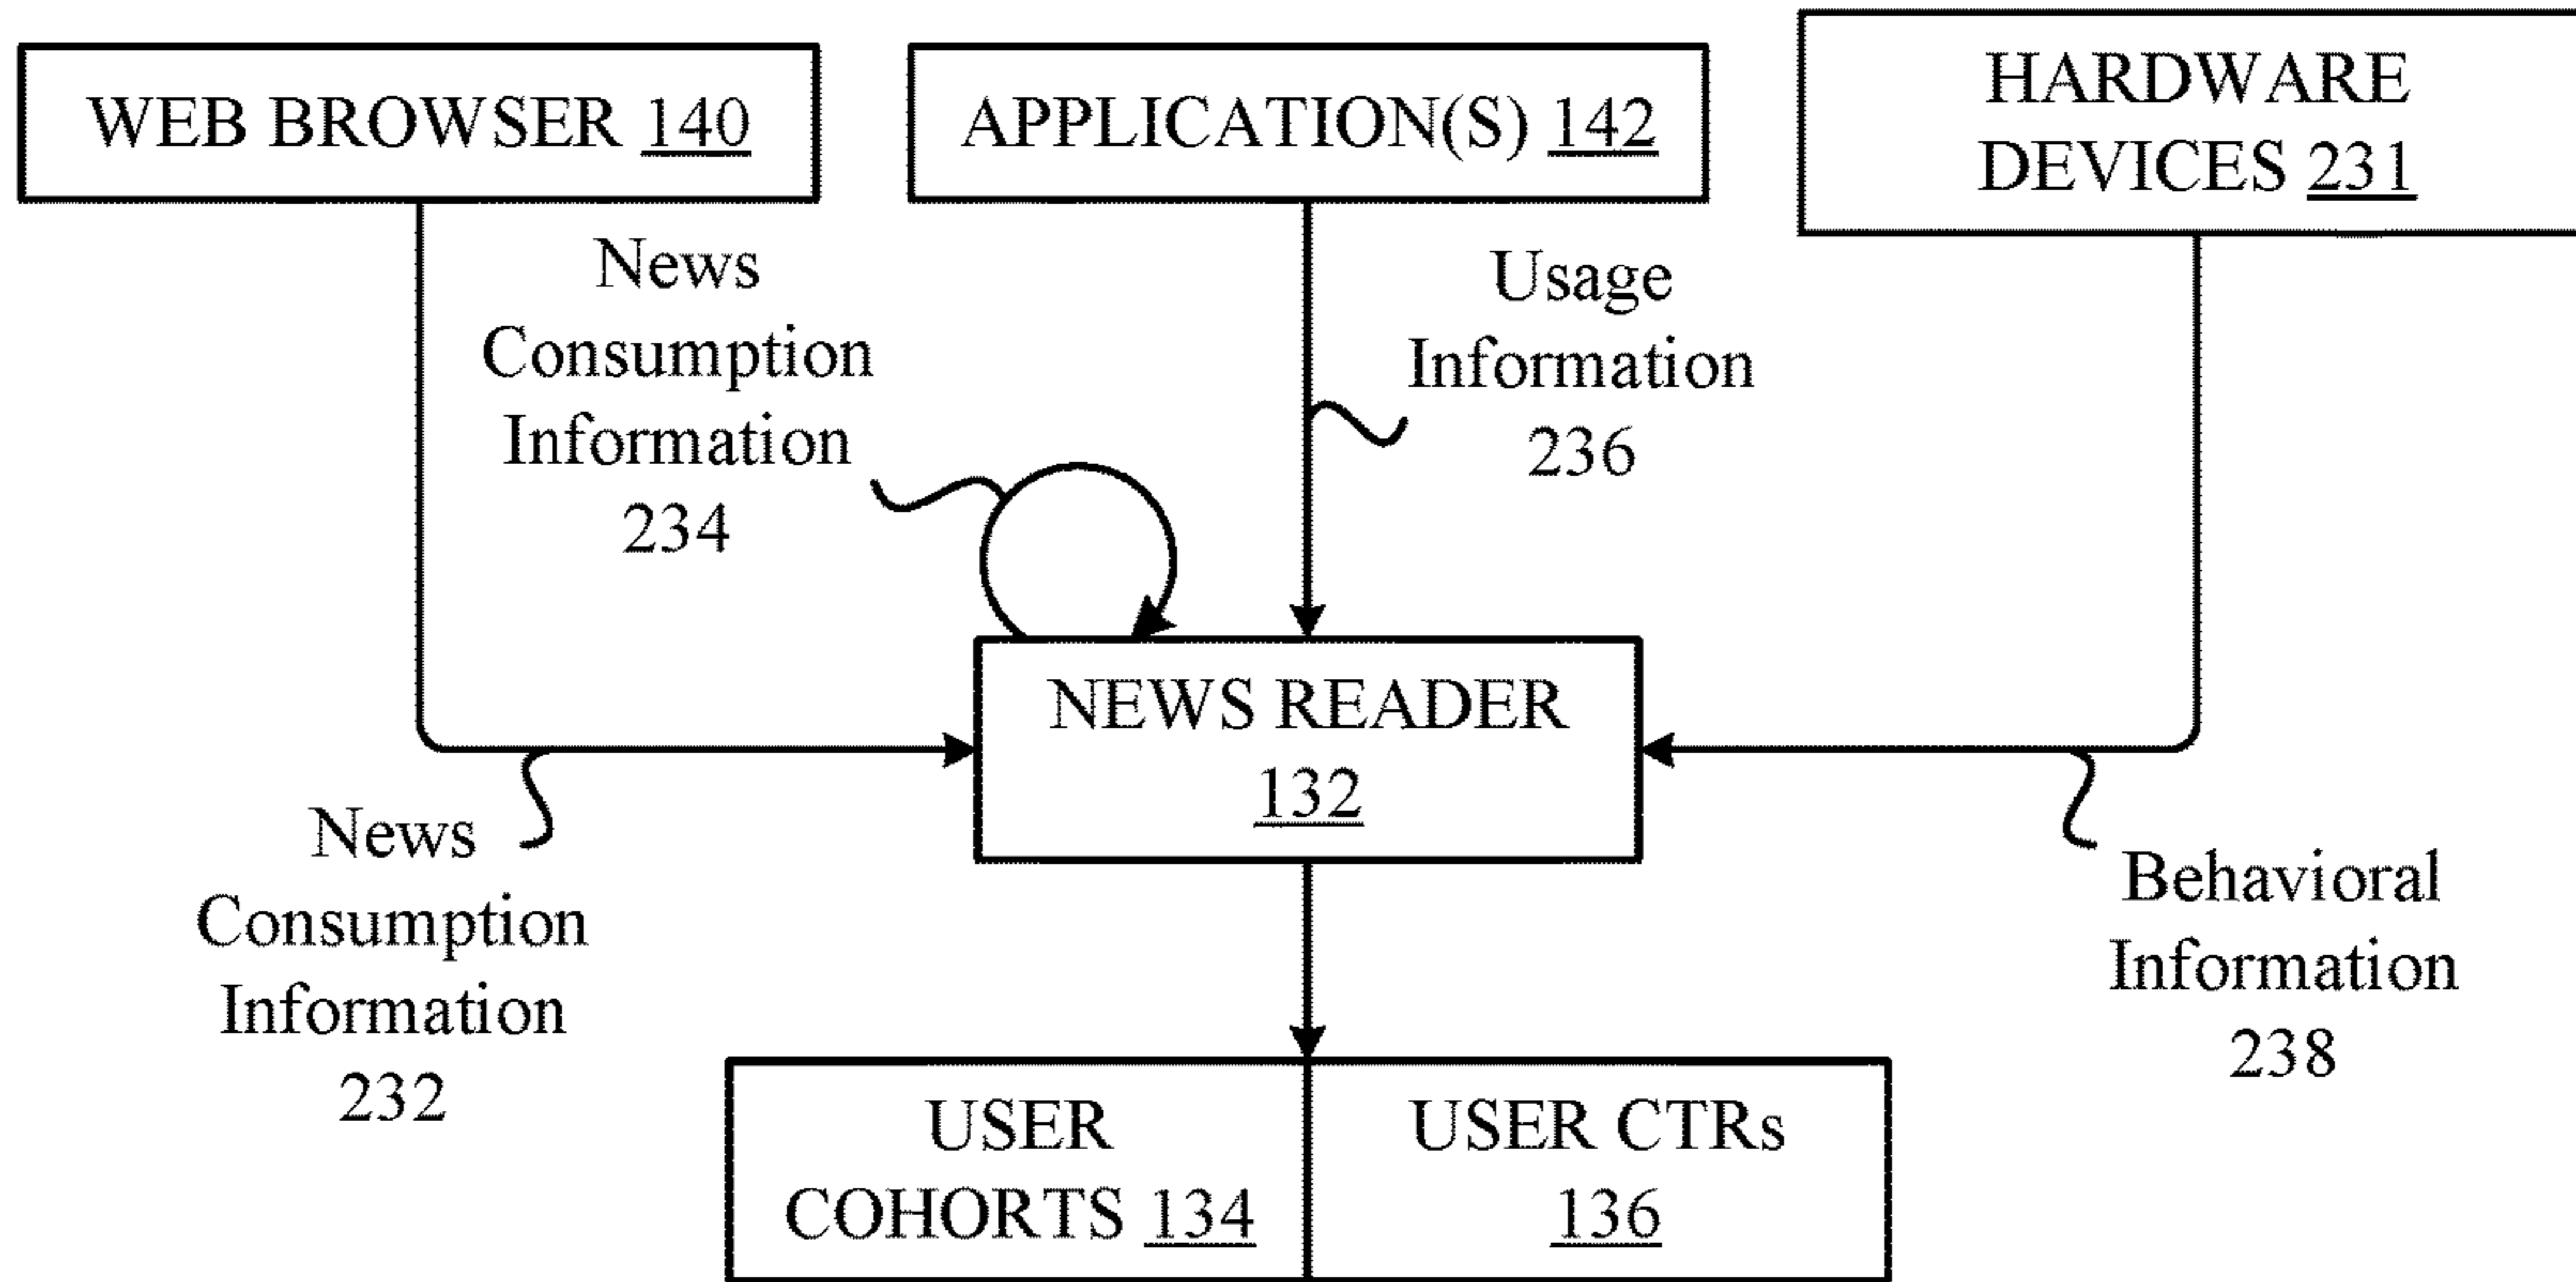 WEB BROWSER 140
APPLICATION(S) 142
HARDWARE
DEVICES 231
News
Consumption
Information
234
Usage
Information
236
NEWS READER
132
News
Consumption
Information
232
Behavioral
Information
238
USER
COHORTS 134
USER CTRs
136